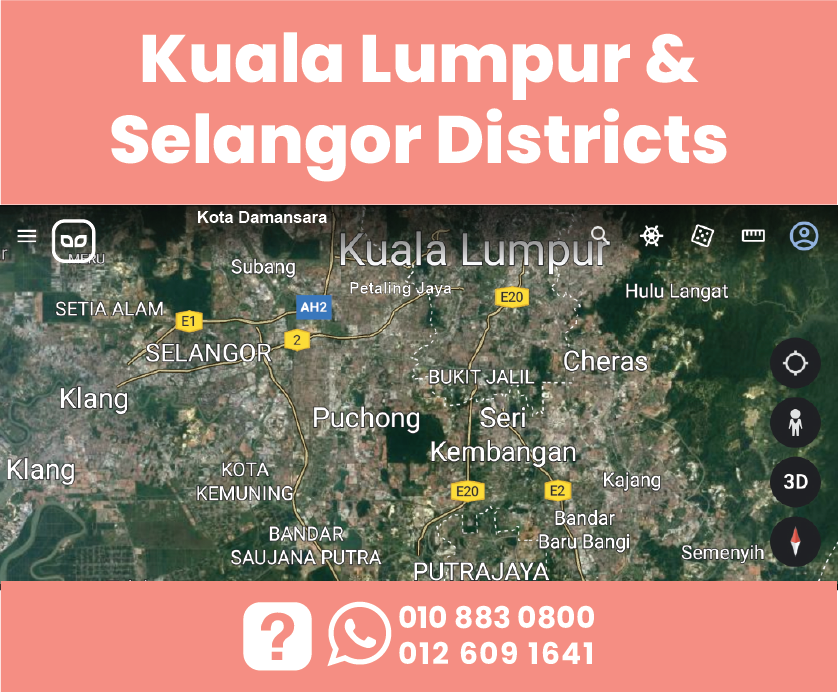 Kuala Lumpur &
Selangor Districts
Kota Damansara
Kuala Lumpur
MERU
Subang
Petaling Jaya
E20
Hulu Langat
SETIA ALAM
E1
AH2
2
SELANGOR
Cheras
BUKIT JALIL
Klang
Puchong
Seri
Kembangan
Klang
KOTA
KEMUNING
Kajang
3D
E20
E2
Bandar
Baru Bangi
BANDAR
SAUJANA PUTRA
Semenyih
PUTRAJAYA
?
010 883 0800
012 609 1641